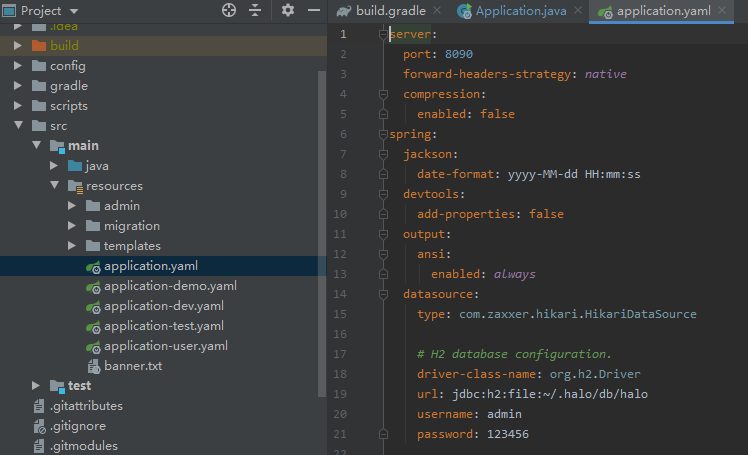 Project
.idea
build
config
gradle
scripts
src
main
java
resources
admin
migration
templates
application.yaml
application-demo.yaml
application-dev.yaml
application-test.yaml
application-user.yaml
banner.txt
test
.gitattributes
.gitignore
.gitmodules
build.gradle
Application.java
application.yaml
1 server:
2 port: 8090
3 forward-headers-strategy: native
4 compression:
5 enabled: false
6 spring:
7 jackson:
8 date-format: yyyy-MM-dd HH:mm:ss
9 devtools:
10 add-properties: false
11 output:
12 ansi:
13 enabled: always
14 datasource:
15 type: com.zaxxer.hikari.HikariDataSource
16
17 # H2 database configuration.
18 driver-class-name: org.h2.Driver
19 url: jdbc:h2:file:~/.halo/db/halo
20 username: admin
21 password: 123456
22